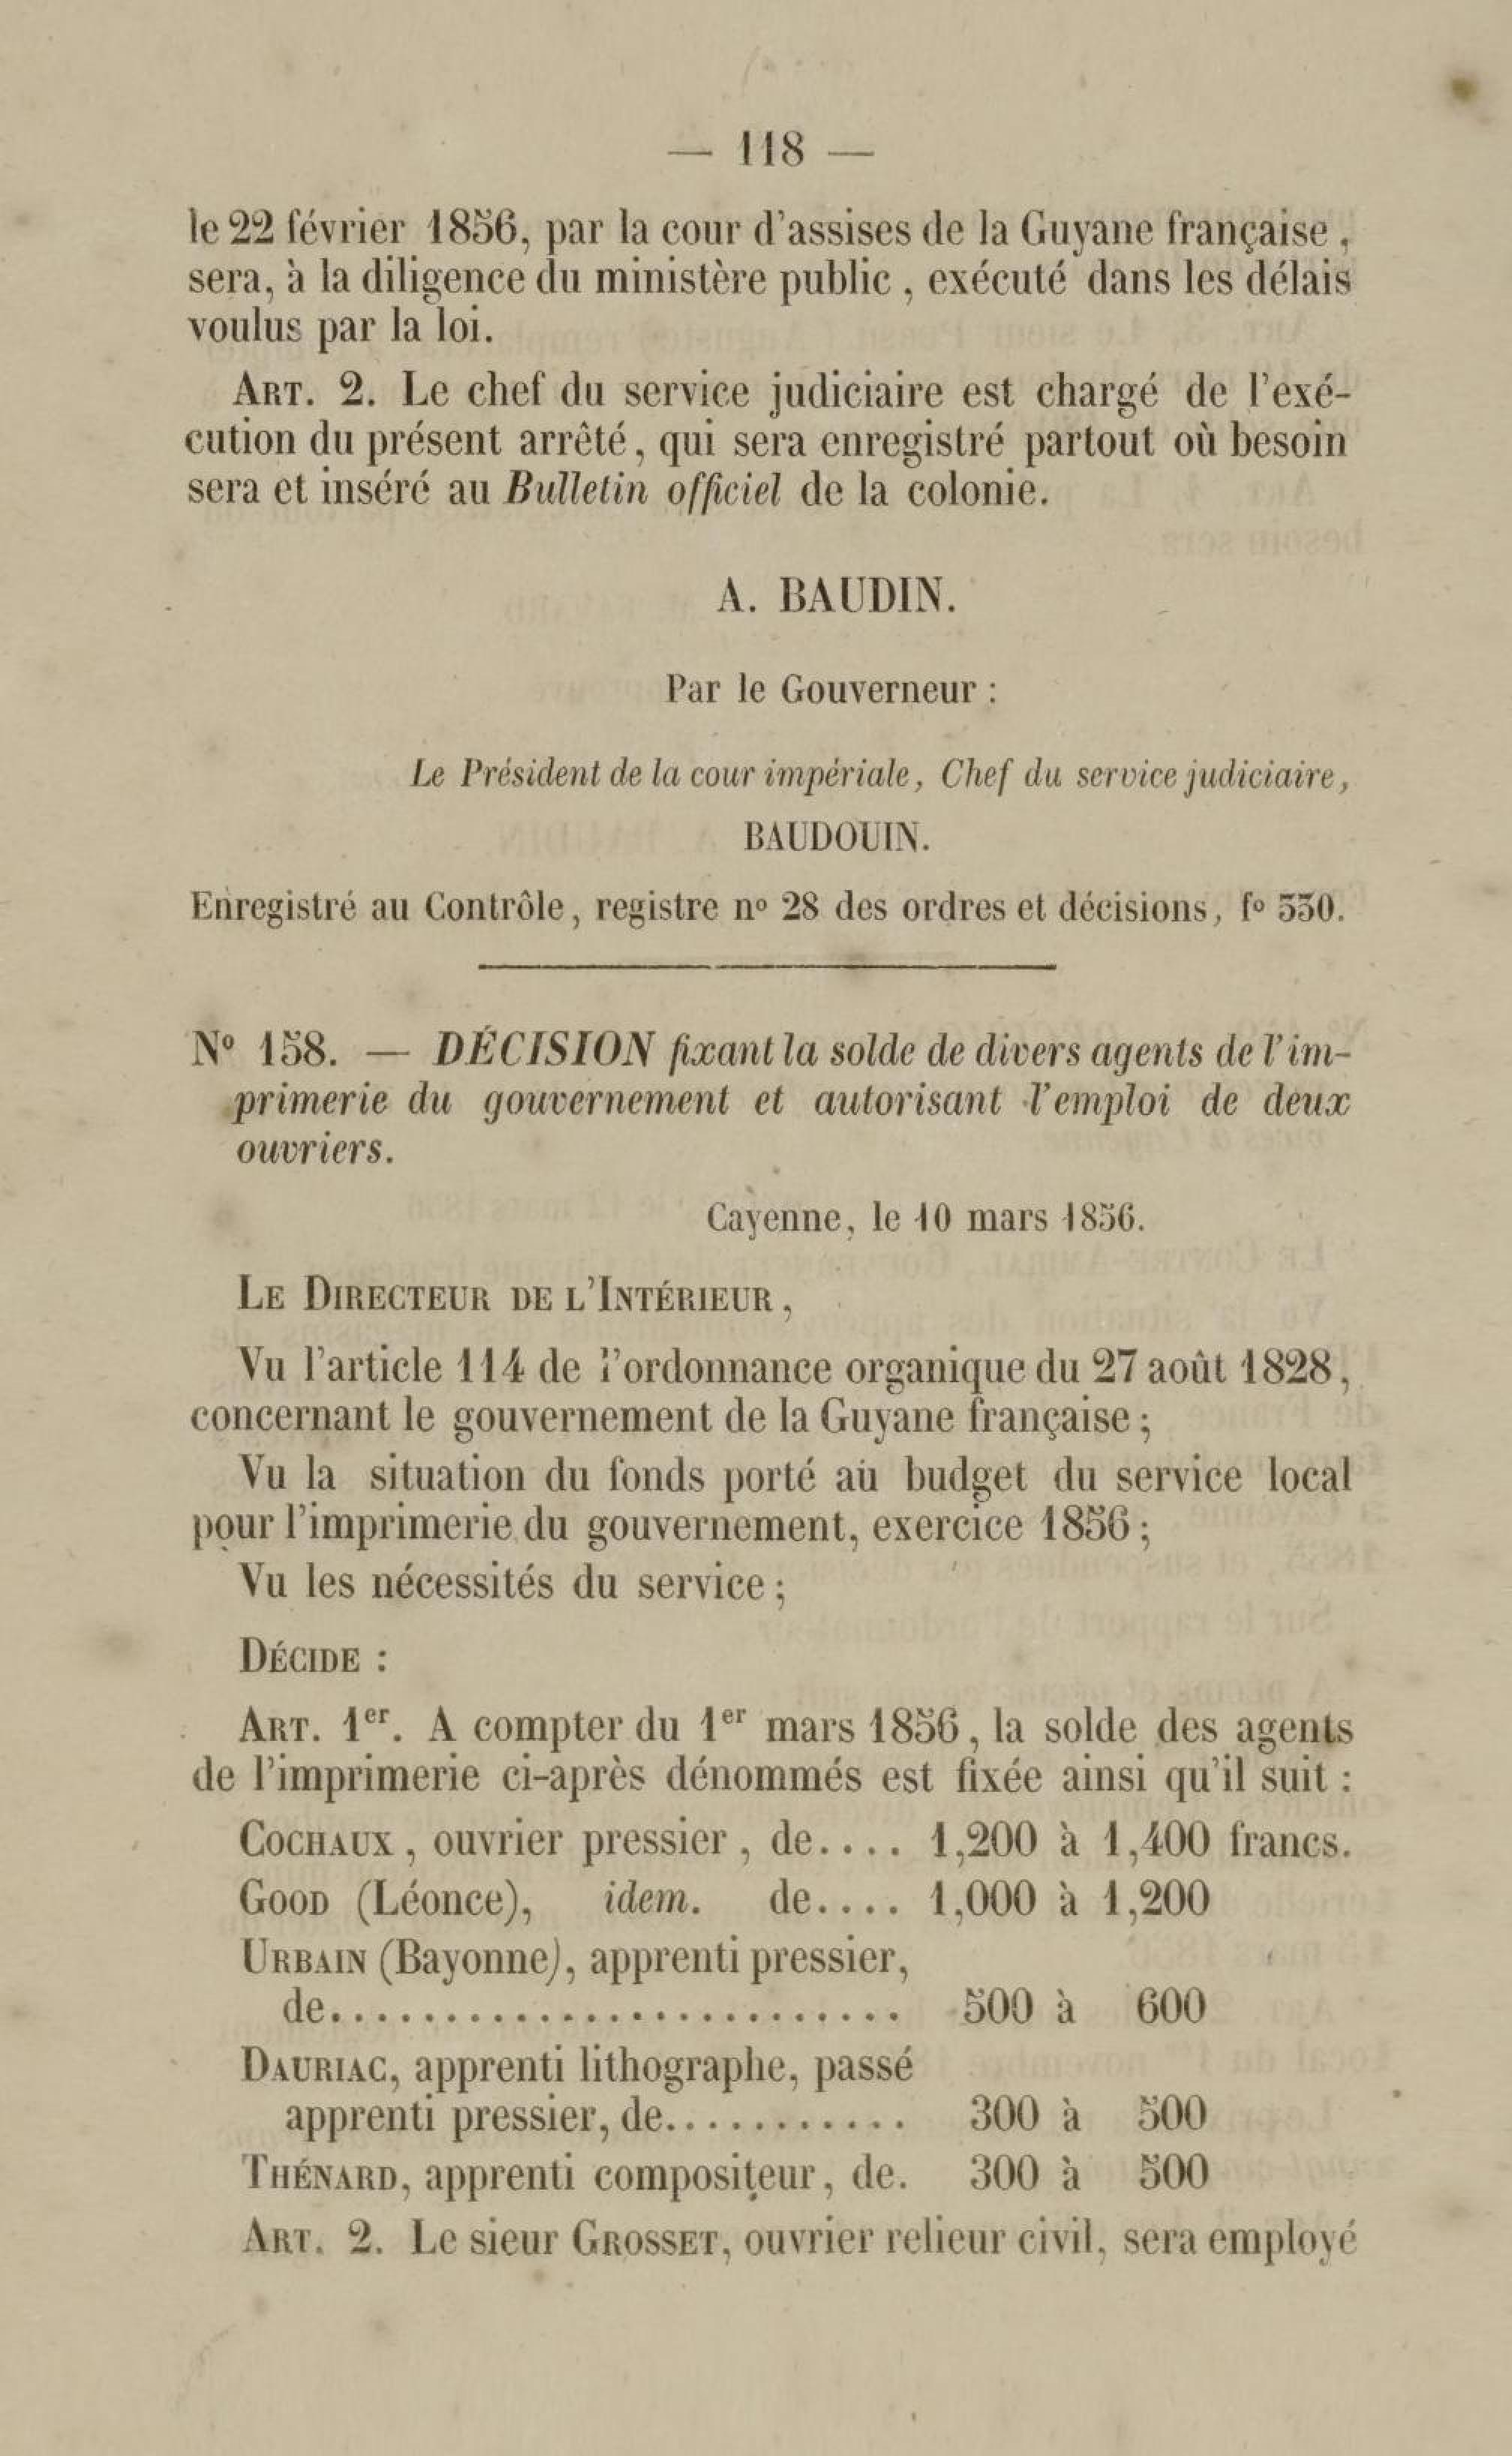 — 118 —
le 22 février 1856, par la cour d'assises de la Guyane française,
sera, à la diligence du ministère public, exécuté dans les délais
voulus par la loi.
ART. 2. Le chef du service judiciaire est chargé de l'exé-
cution du présent arrêté, qui sera enregistré partout où besoin
sera et inséré au Bulletin officiel de la colonie.
A. BAUDIN.
Par le Gouverneur :
Le Président de la cour impériale, Chef du service judiciaire,
BAUDOUIN.
Enregistré au Contrôle, registre nº 28 des ordres et décisions, fº 530.
Nº 158. — DÉCISION fixant la solde de divers agents de l'im-
primerie du gouvernement et autorisant l'emploi de deux
ouvriers.
Cayenne, le 10 mars 1856.
LE DIRECTEUR DE L'INTÉRIEUR,
Vu l'article 114 de l'ordonnance organique du 27 août 1828,
concernant le gouvernement de la Guyane française ;
Vu la situation du fonds porté au budget du service local
pour l'imprimerie du gouvernement, exercice 1856 ;
Vu les nécessités du service ;
DÉCIDE :
ART. 1er. A compter du 1er mars 1856, la solde des agents
de l'imprimerie ci-après dénommés est fixée ainsi qu'il suit :
COCHAUX, ouvrier pressier, de.... 1,200 à 1,400 francs.
GOOD (Léonce), idem. de.... 1,000 à 1,200
URBAIN (Bayonne), apprenti pressier,
de......................... 500 à 600
DAURIAC, apprenti lithographe, passé
apprenti pressier, de........... 300 à 500
THÉNARD, apprenti compositeur, de. 300 à 500
ART. 2. Le sieur GROSSET, ouvrier relieur civil, sera employé